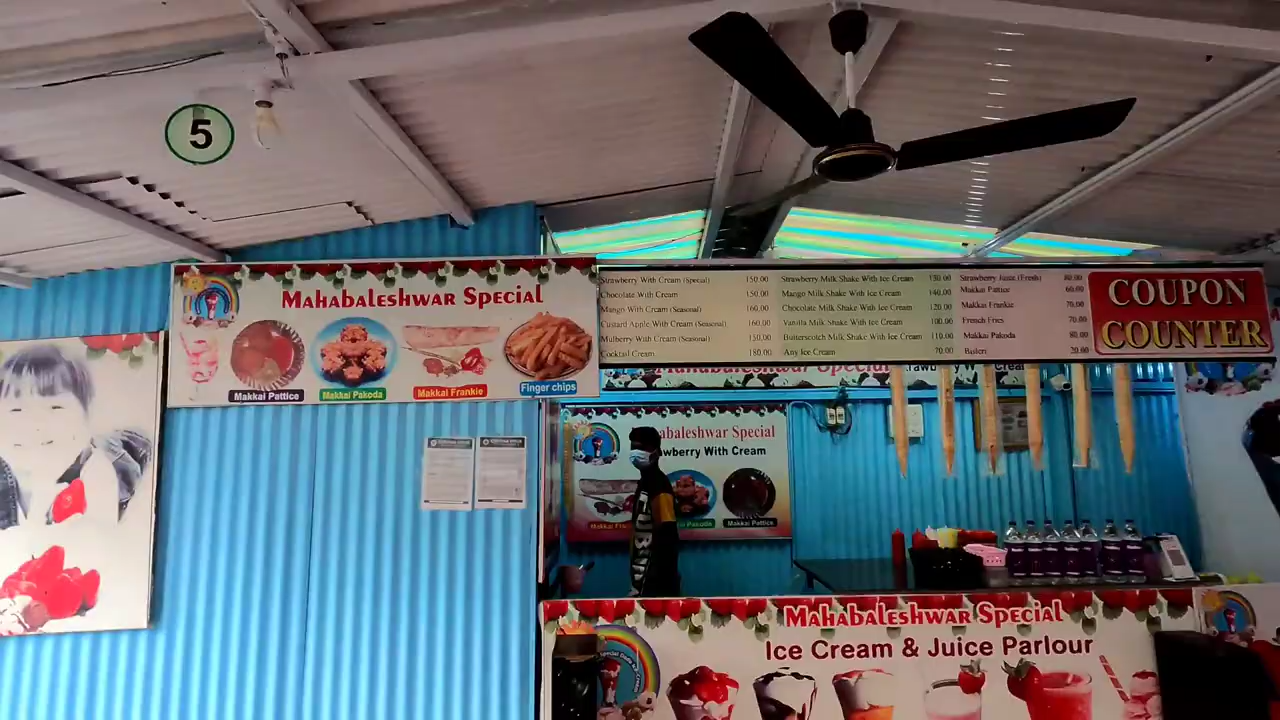 5
Mahabaleshwar Special
Makkai Pattice
Makkai Pakoda
Makkai Frankie
Finger chips
Strawberry With Cream (Special) 150.00
Chocolate With Cream 150.00
Mango With Cream (Seasonal) 160.00
Custard Apple With Cream (Seasonal) 160.00
Mulberry With Cream (Seasonal) 150.00
Cocktail Cream 180.00
Strawberry Milk Shake With Ice Cream 150.00
Mango Milk Shake With Ice Cream 140.00
Chocolate Milk Shake With Ice Cream 120.00
Vanilla Milk Shake With Ice Cream 100.00
Butterscotch Milk Shake With Ice Cream 110.00
Any Ice Cream 70.00
Strawberry Juice (Fresh) 80.00
Makkai Pattice 60.00
Makkai Frankie 70.00
French Fries 70.00
Makkai Pakoda 80.00
Bisleri 20.00
COUPON
COUNTER
Mahabaleshwar Special
abaleshwar Special
wberry With Cream
Makkai Pattice
Mahabaleshwar Special
Ice Cream & Juice Parlour